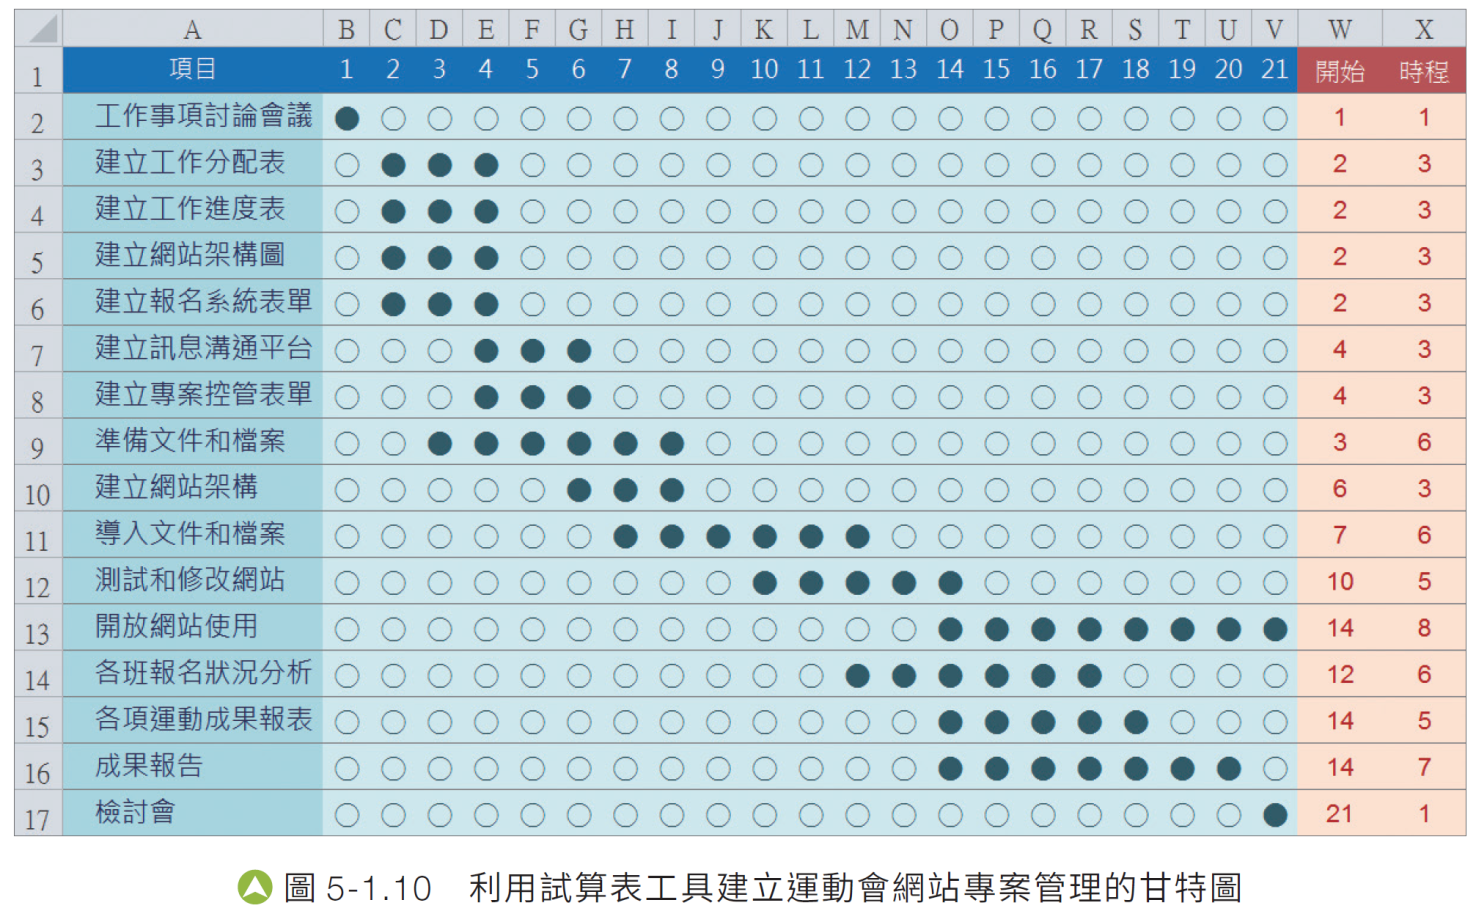 A B C D E F G H I J K L M N O P Q R S T U V W X
1 項目 1 2 3 4 5 6 7 8 9 10 11 12 13 14 15 16 17 18 19 20 21 開始 時程
2 工作事項討論會議 ● ○ ○ ○ ○ ○ ○ ○ ○ ○ ○ ○ ○ ○ ○ ○ ○ ○ ○ ○ ○ 1 1
3 建立工作分配表 ○ ● ● ● ○ ○ ○ ○ ○ ○ ○ ○ ○ ○ ○ ○ ○ ○ ○ ○ ○ 2 3
4 建立工作進度表 ○ ● ● ● ○ ○ ○ ○ ○ ○ ○ ○ ○ ○ ○ ○ ○ ○ ○ ○ ○ 2 3
5 建立網站架構圖 ○ ● ● ● ○ ○ ○ ○ ○ ○ ○ ○ ○ ○ ○ ○ ○ ○ ○ ○ ○ 2 3
6 建立報名系統表單 ○ ● ● ● ○ ○ ○ ○ ○ ○ ○ ○ ○ ○ ○ ○ ○ ○ ○ ○ ○ 2 3
7 建立訊息溝通平台 ○ ○ ○ ● ● ● ○ ○ ○ ○ ○ ○ ○ ○ ○ ○ ○ ○ ○ ○ ○ 4 3
8 建立專案控管表單 ○ ○ ○ ● ● ● ○ ○ ○ ○ ○ ○ ○ ○ ○ ○ ○ ○ ○ ○ ○ 4 3
9 準備文件和檔案 ○ ○ ● ● ● ● ● ● ○ ○ ○ ○ ○ ○ ○ ○ ○ ○ ○ ○ ○ 3 6
10 建立網站架構 ○ ○ ○ ○ ○ ● ● ● ○ ○ ○ ○ ○ ○ ○ ○ ○ ○ ○ ○ ○ 6 3
11 導入文件和檔案 ○ ○ ○ ○ ○ ○ ● ● ● ● ● ● ○ ○ ○ ○ ○ ○ ○ ○ ○ 7 6
12 測試和修改網站 ○ ○ ○ ○ ○ ○ ○ ○ ○ ● ● ● ● ● ○ ○ ○ ○ ○ ○ ○ 10 5
13 開放網站使用 ○ ○ ○ ○ ○ ○ ○ ○ ○ ○ ○ ○ ○ ● ● ● ● ● ● ● ● 14 8
14 各班報名狀況分析 ○ ○ ○ ○ ○ ○ ○ ○ ○ ○ ○ ● ● ● ● ● ● ○ ○ ○ ○ 12 6
15 各項運動成果報表 ○ ○ ○ ○ ○ ○ ○ ○ ○ ○ ○ ○ ○ ● ● ● ● ● ○ ○ ○ 14 5
16 成果報告 ○ ○ ○ ○ ○ ○ ○ ○ ○ ○ ○ ○ ○ ● ● ● ● ● ● ● ○ 14 7
17 檢討會 ○ ○ ○ ○ ○ ○ ○ ○ ○ ○ ○ ○ ○ ○ ○ ○ ○ ○ ○ ○ ● 21 1
圖 5-1.10 利用試算表工具建立運動會網站專案管理的甘特圖